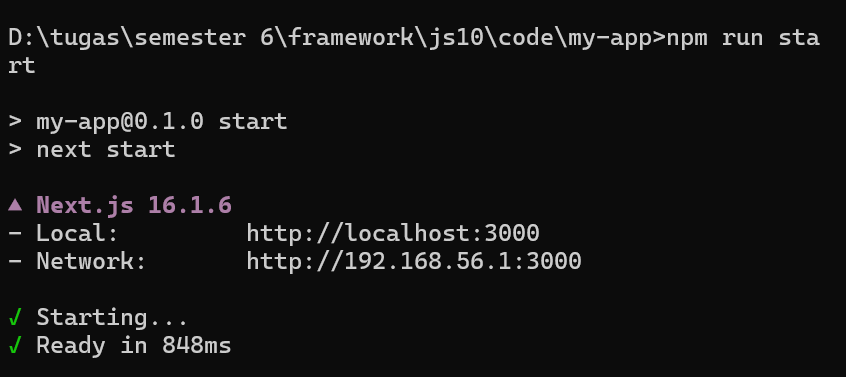 D:\tugas\semester 6\framework\js10\code\my-app>npm run sta
rt
> my-app@0.1.0 start
> next start
▲ Next.js 16.1.6
- Local:         http://localhost:3000
- Network:       http://192.168.56.1:3000
✓ Starting...
✓ Ready in 848ms